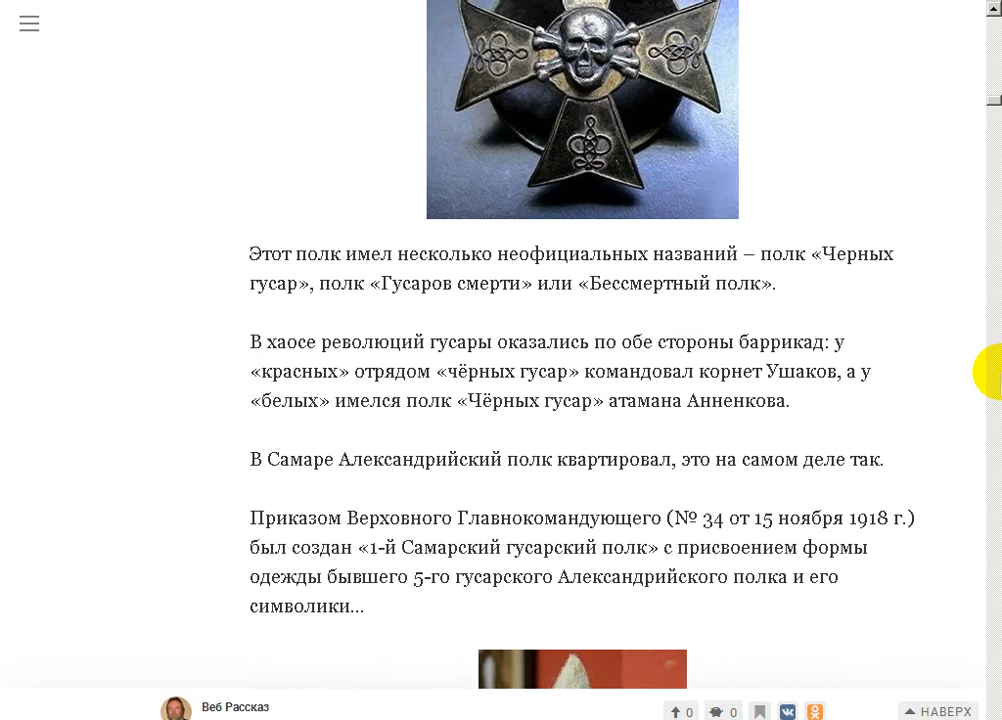 Этот полк имел несколько неофициальных названий – полк «Черных
гусар», полк «Гусаров смерти» или «Бессмертный полк».
В хаосе революций гусары оказались по обе стороны баррикад: у
«красных» отрядом «чёрных гусар» командовал корнет Ушаков, а у
«белых» имелся полк «Чёрных гусар» атамана Анненкова.
В Самаре Александрийский полк квартировал, это на самом деле так.
Приказом Верховного Главнокомандующего (№ 34 от 15 ноября 1918 г.)
был создан «1-й Самарский гусарский полк» с присвоением формы
одежды бывшего 5-го гусарского Александрийского полка и его
символики...
Веб Рассказ 0 0 НАВЕРХ